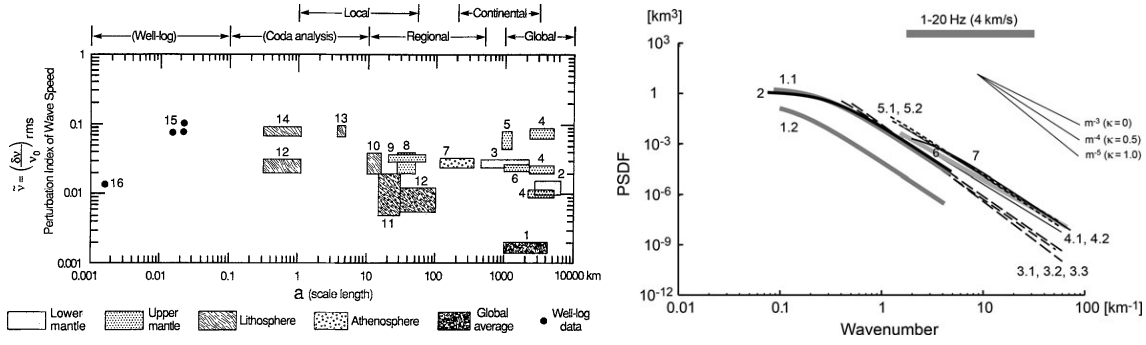 Local
Continental
(Well-log)
(Coda analysis)
Regional
Global
Perturbation Index of Wave Speed
ṽ = (δv/v₀) rms
1
0.1
0.01
0.001
15
16
14
12
13
10
9
8
11
12
7
3
5
4
4
6
2
4
1
0.001
0.01
0.1
1
10
100
1000
10000 km
a (scale length)
Lower mantle
Upper mantle
Lithosphere
Athenosphere
Global average
Well-log data
[km³]
1-20 Hz (4 km/s)
10³
1
10⁻³
10⁻⁶
10⁻⁹
10⁻¹²
PSDF
1.1
2
1.2
5.1, 5.2
6
7
4.1, 4.2
3.1, 3.2, 3.3
m⁻³ (κ=0)
m⁻⁴ (κ=0.5)
m⁻⁵ (κ=1.0)
0.01
0.1
1
10
100 [km⁻¹]
Wavenumber